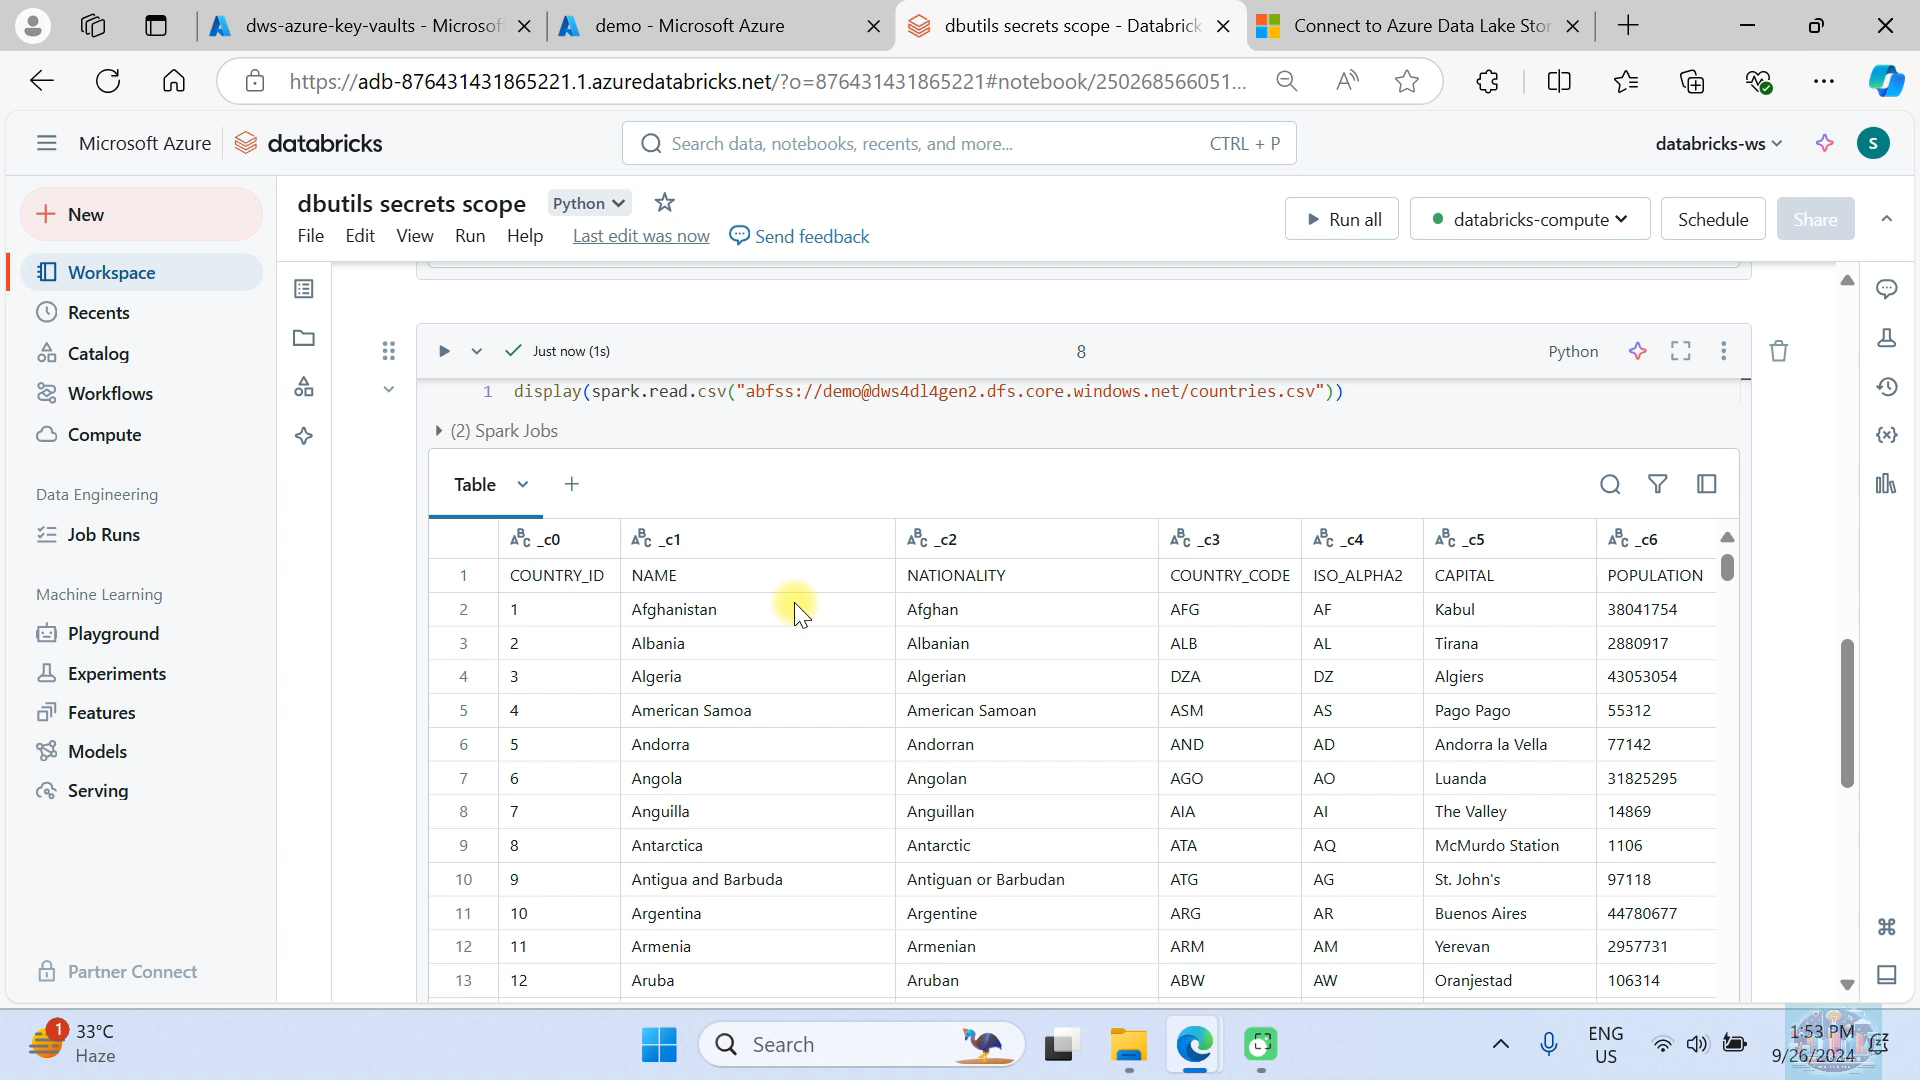 dws-azure-key-vaults - Microsof
demo - Microsoft Azure
dbutils secrets scope - Databrick
Connect to Azure Data Lake Stor
https://adb-876431431865221.1.azuredatabricks.net/?o=876431431865221#notebook/250268566051...
Microsoft Azure
databricks
Search data, notebooks, recents, and more...
CTRL + P
databricks-ws
S
New
Workspace
Recents
Catalog
Workflows
Compute
Data Engineering
Job Runs
Machine Learning
Playground
Experiments
Features
Models
Serving
Partner Connect
dbutils secrets scope
Python
File Edit View Run Help Last edit was now Send feedback
Run all
databricks-compute
Schedule
Share
Just now (1s)
8
Python
1 display(spark.read.csv("abfss://demo@dws4dl4gen2.dfs.core.windows.net/countries.csv"))
(2) Spark Jobs
Table
_c0 _c1 _c2 _c3 _c4 _c5 _c6
1 COUNTRY_ID NAME NATIONALITY COUNTRY_CODE ISO_ALPHA2 CAPITAL POPULATION
2 1 Afghanistan Afghan AFG AF Kabul 38041754
3 2 Albania Albanian ALB AL Tirana 2880917
4 3 Algeria Algerian DZA DZ Algiers 43053054
5 4 American Samoa American Samoan ASM AS Pago Pago 55312
6 5 Andorra Andorran AND AD Andorra la Vella 77142
7 6 Angola Angolan AGO AO Luanda 31825295
8 7 Anguilla Anguillan AIA AI The Valley 14869
9 8 Antarctica Antarctic ATA AQ McMurdo Station 1106
10 9 Antigua and Barbuda Antiguan or Barbudan ATG AG St. John's 97118
11 10 Argentina Argentine ARG AR Buenos Aires 44780677
12 11 Armenia Armenian ARM AM Yerevan 2957731
13 12 Aruba Aruban ABW AW Oranjestad 106314
1
33°C
Haze
Search
ENG
US
1:53 PM
9/26/2024